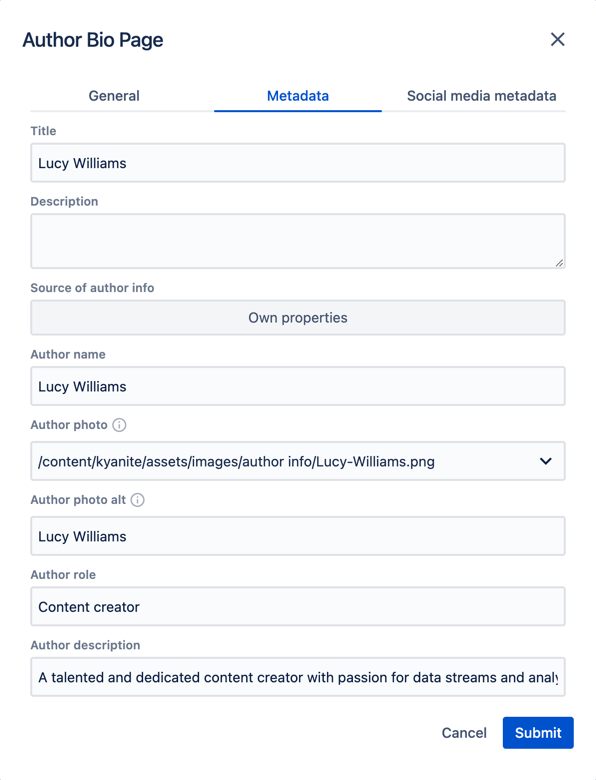 Author Bio Page
General Metadata Social media metadata
Title
Lucy Williams
Description
Source of author info
Own properties
Author name
Lucy Williams
Author photo
/content/kyanite/assets/images/author info/Lucy-Williams.png
Author photo alt
Lucy Williams
Author role
Content creator
Author description
A talented and dedicated content creator with passion for data streams and
Cancel Submit